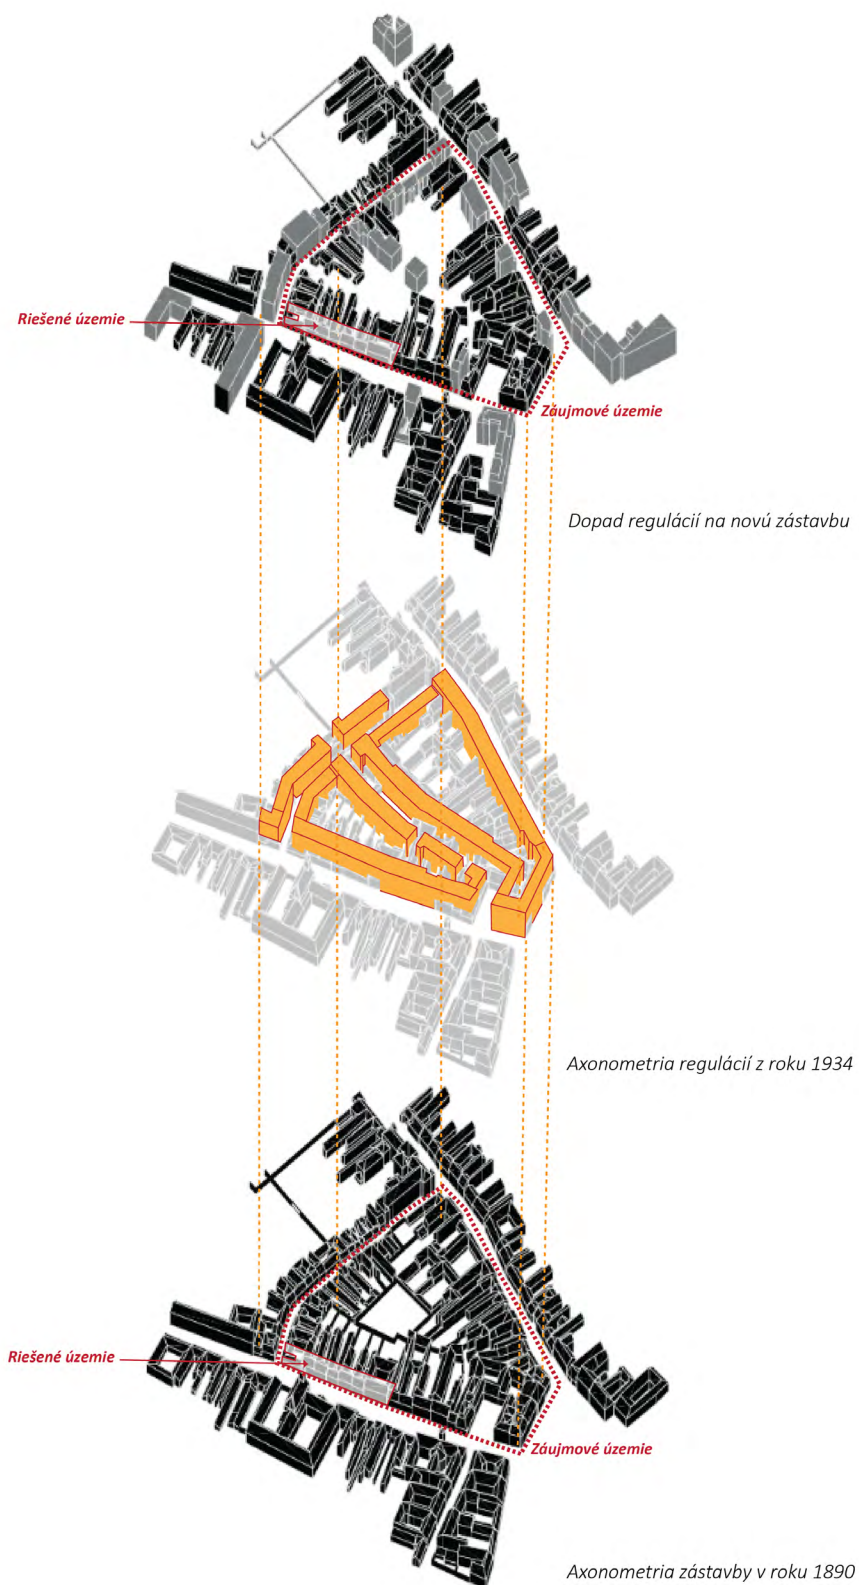 Riešené územie
Záujmové územie
Dopad regulácií na novú zástavbu
Axonometria regulácií z roku 1934
Riešené územie
Záujmové územie
Axonometria zástavby v roku 1890